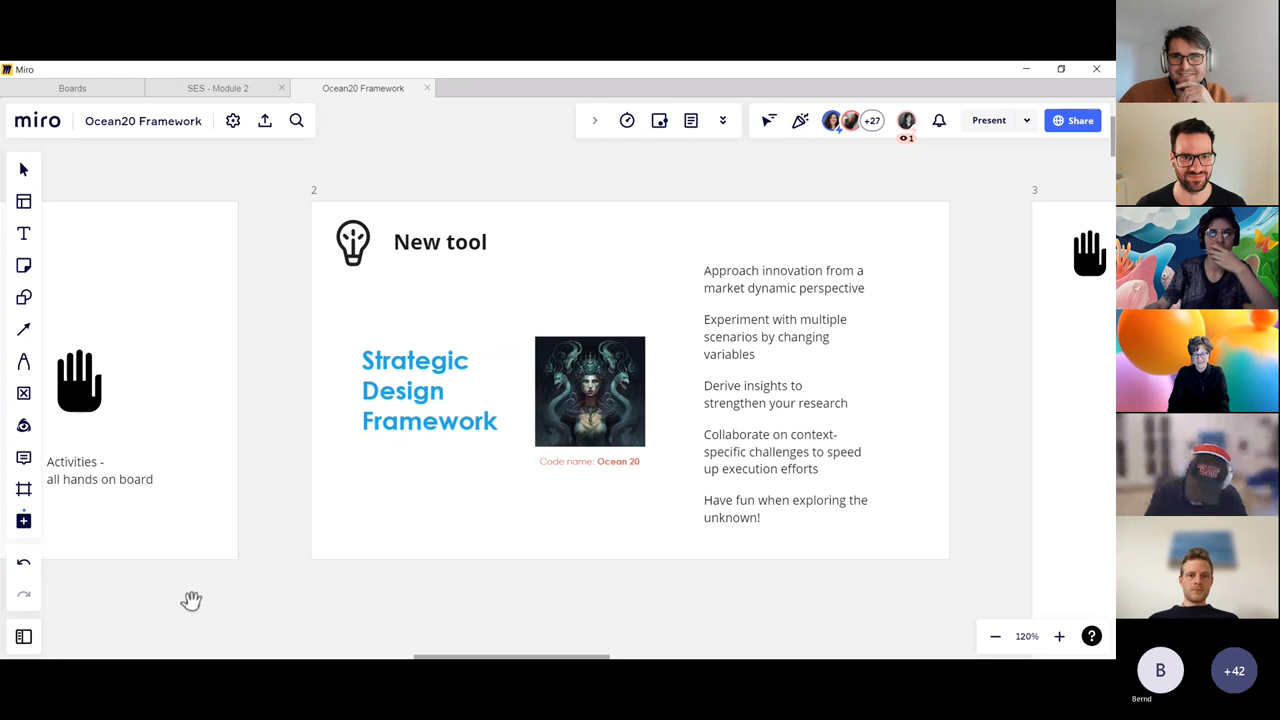 Miro
Boards
SES - Module 2
Ocean20 Framework
miro
Ocean20 Framework
+27
1
Present
Share
2
3
New tool
Strategic
Design
Framework
Code name: Ocean 20
Approach innovation from a
market dynamic perspective
Experiment with multiple
scenarios by changing
variables
Derive insights to
strengthen your research
Collaborate on context-
specific challenges to speed
up execution efforts
Have fun when exploring the
unknown!
Activities -
all hands on board
120%
?
B
Bernd
+42